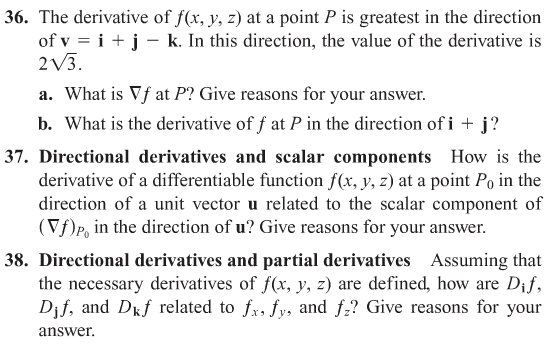 36. The derivative of f(x, y, z) at a point P is greatest in the direction
of v = i + j − k. In this direction, the value of the derivative is
2√3.
a. What is ∇f at P? Give reasons for your answer.
b. What is the derivative of f at P in the direction of i + j?
37. Directional derivatives and scalar components How is the
derivative of a differentiable function f(x, y, z) at a point P₀ in the
direction of a unit vector u related to the scalar component of
(∇f)P₀ in the direction of u? Give reasons for your answer.
38. Directional derivatives and partial derivatives Assuming that
the necessary derivatives of f(x, y, z) are defined, how are Dᵢf,
Dⱼf, and Dₖf related to fₓ, fᵧ, and f_z? Give reasons for your
answer.